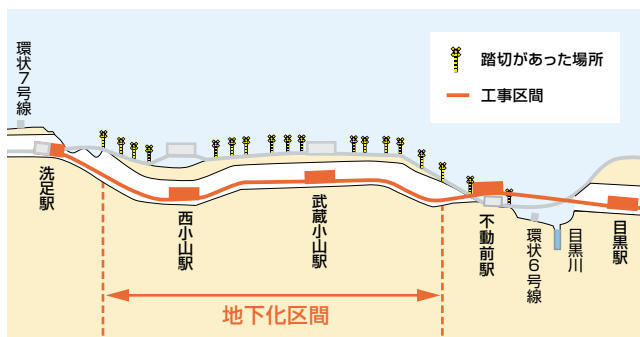 環状7号線
踏切があった場所
工事区間
洗足駅
西小山駅
武蔵小山駅
不動前駅
環状6号線
目黒川
目黒駅
地下化区間